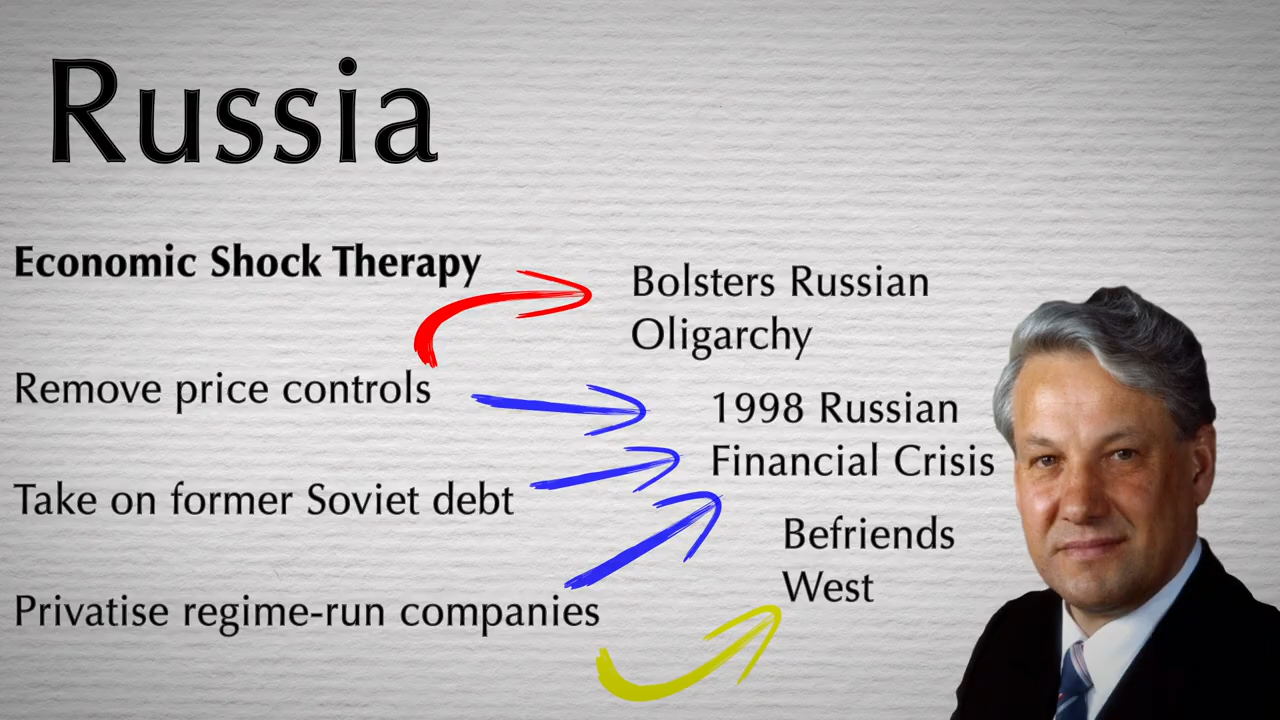 Russia
Economic Shock Therapy
Remove price controls
Take on former Soviet debt
Privatise regime-run companies
Bolsters Russian
Oligarchy
1998 Russian
Financial Crisis
Befriends
West